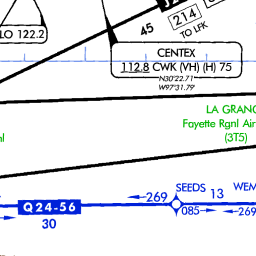 LO 122.2
45
214
TO LFK
CENTEX
112.8 CWK (VH) (H) 75
N30°22.71'
W97°31.79'
LA GRANG
Fayette Rgnl Air
(3T5)
269
SEEDS 13 WEM
Q24-56
085
269
30